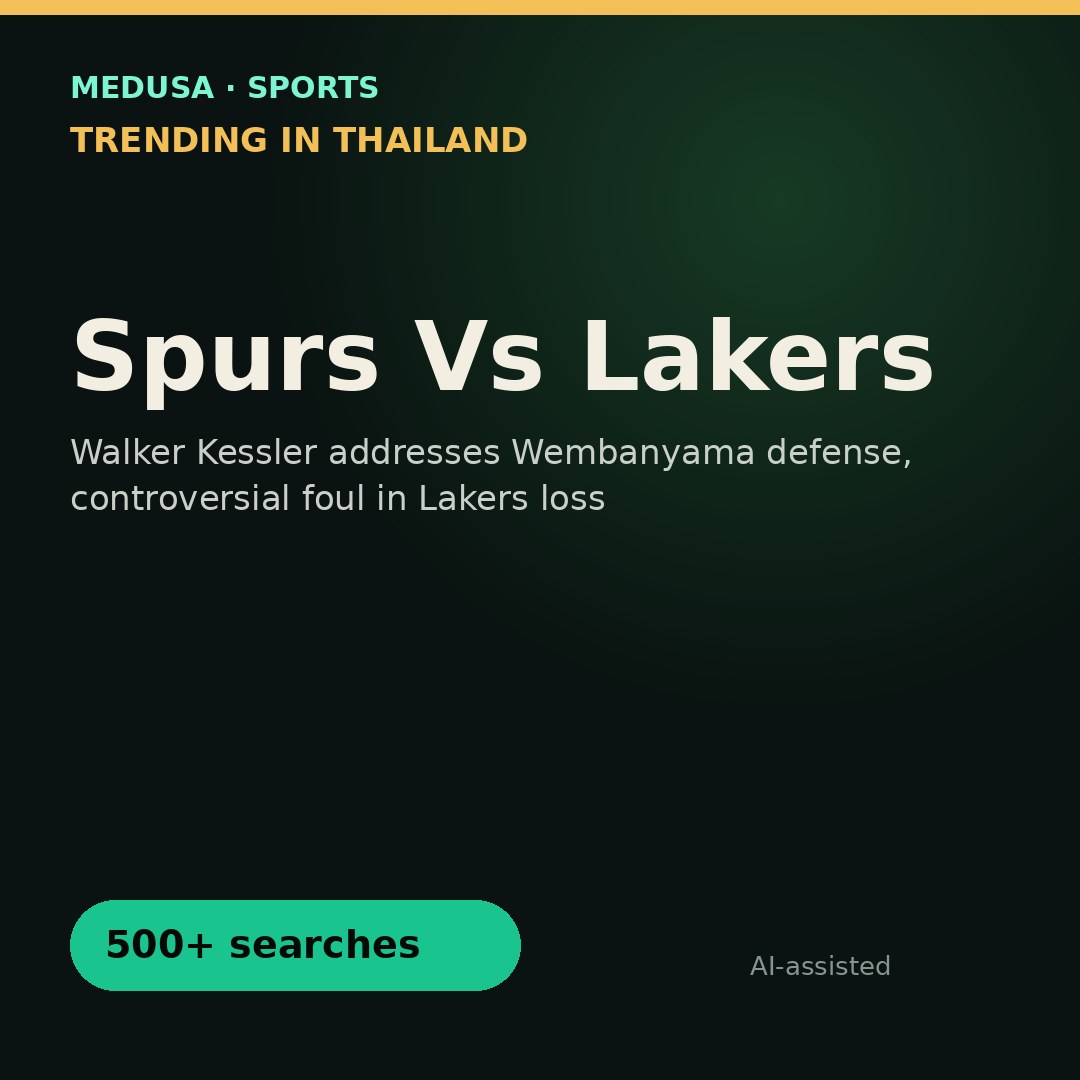 MEDUSA · SPORTS
TRENDING IN THAILAND
Spurs Vs Lakers
Walker Kessler addresses Wembanyama defense,
controversial foul in Lakers loss
500+ searches
AI-assisted